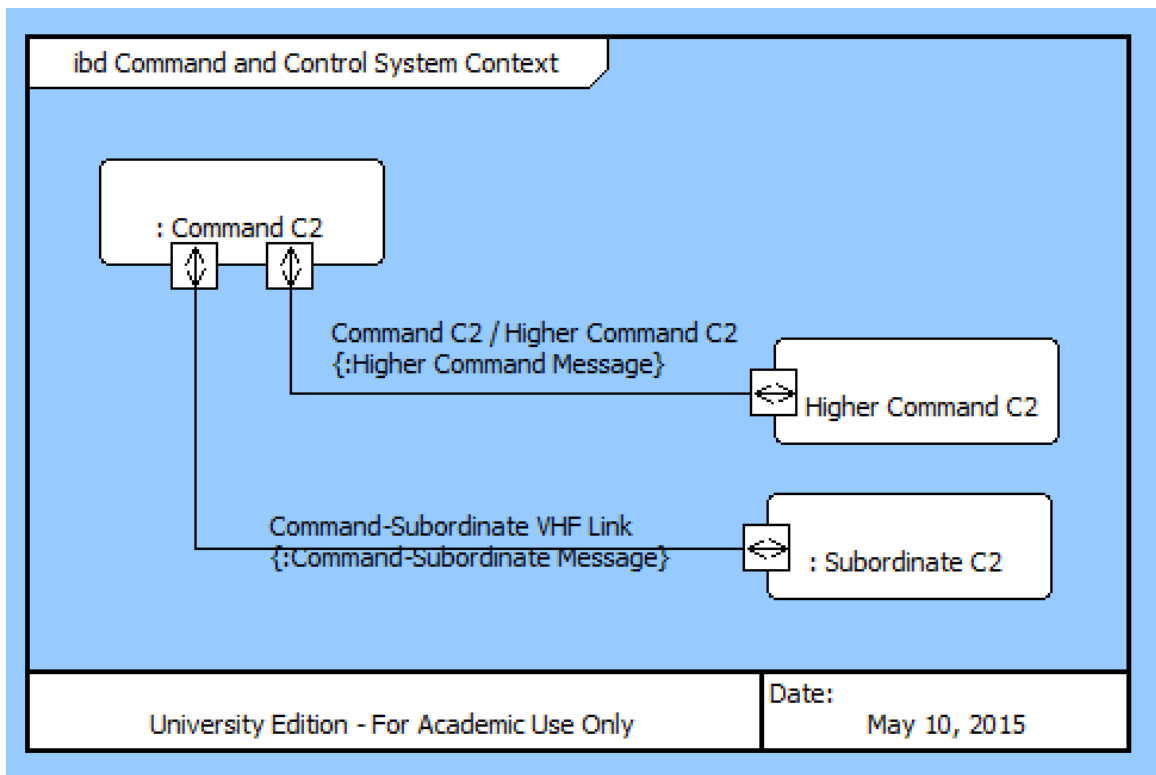 ibd Command and Control System Context
: Command C2
Command C2 / Higher Command C2
{:Higher Command Message}
Higher Command C2
Command-Subordinate VHF Link
{:Command-Subordinate Message}
: Subordinate C2
University Edition - For Academic Use Only
Date:
May 10, 2015